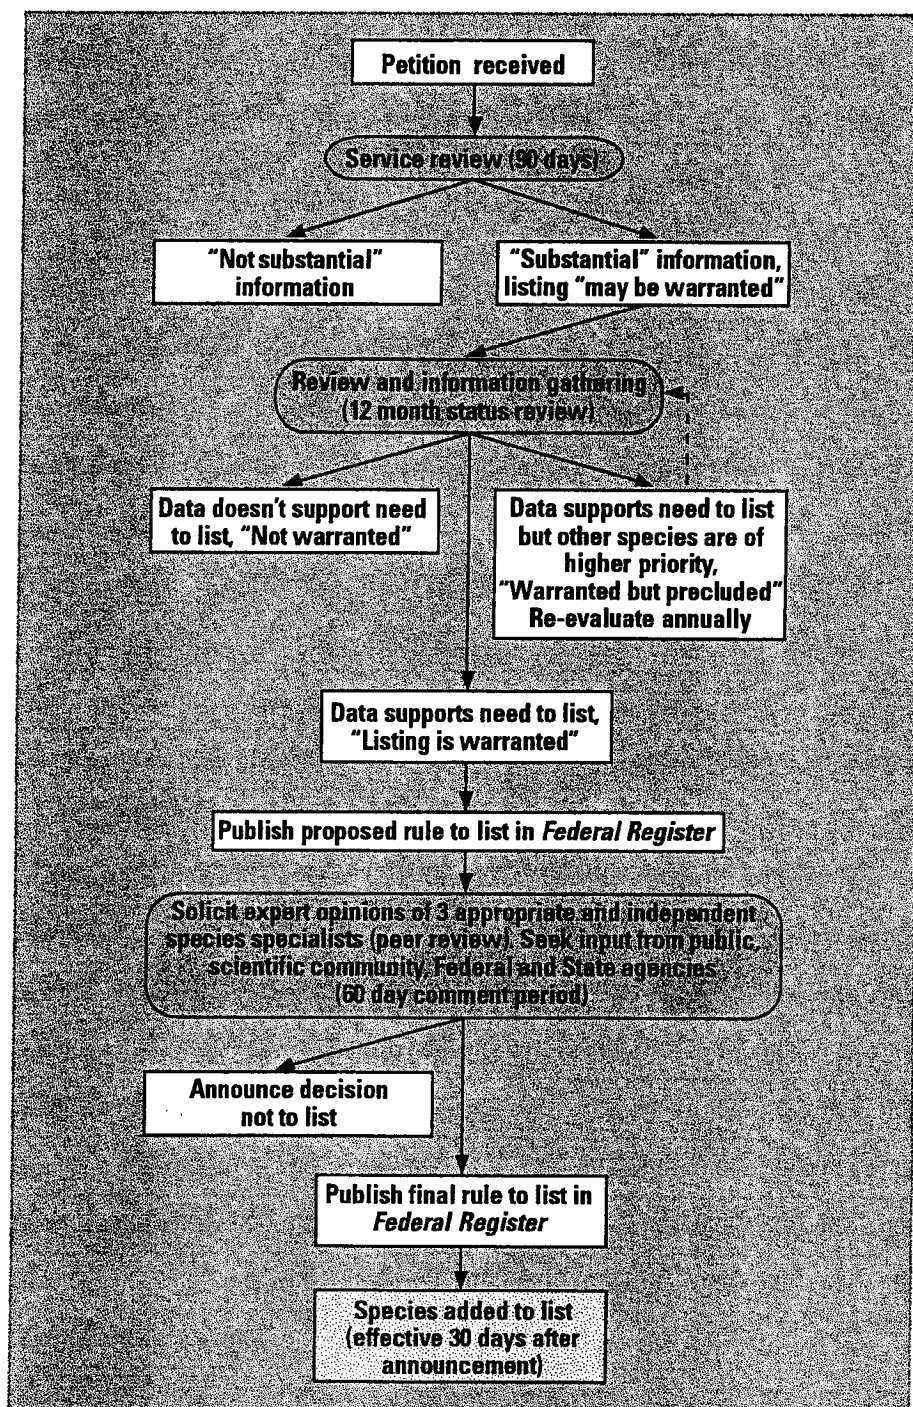 Petition received
Service review (90 days)
"Not substantial"
information
"Substantial" information,
listing "may be warranted"
Review and information gathering
(12 month status review)
Data doesn't support need
to list, "Not warranted"
Data supports need to list
but other species are of
higher priority,
"Warranted but precluded"
Re-evaluate annually
Data supports need to list,
"Listing is warranted"
Publish proposed rule to list in Federal Register
Solicit expert opinions of 3 appropriate and independent
species specialists (peer review). Seek input from public,
scientific community, Federal and State agencies
(60 day comment period)
Announce decision
not to list
Publish final rule to list in
Federal Register
Species added to list
(effective 30 days after
announcement)